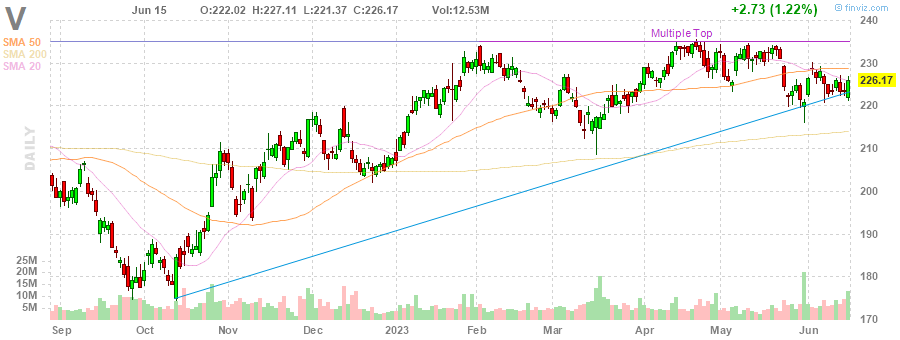 V Jun 15 O:222.02 H:227.11 L:221.37 C:226.17 Vol:12.53M +2.73 (1.22%) © finviz.com
SMA 50
SMA 200
SMA 20
Multiple Top
240
230
226.17
220
210
200
190
180
170
DAILY
25M
20M
15M
10M
5M
Sep Oct Nov Dec 2023 Feb Mar Apr May Jun